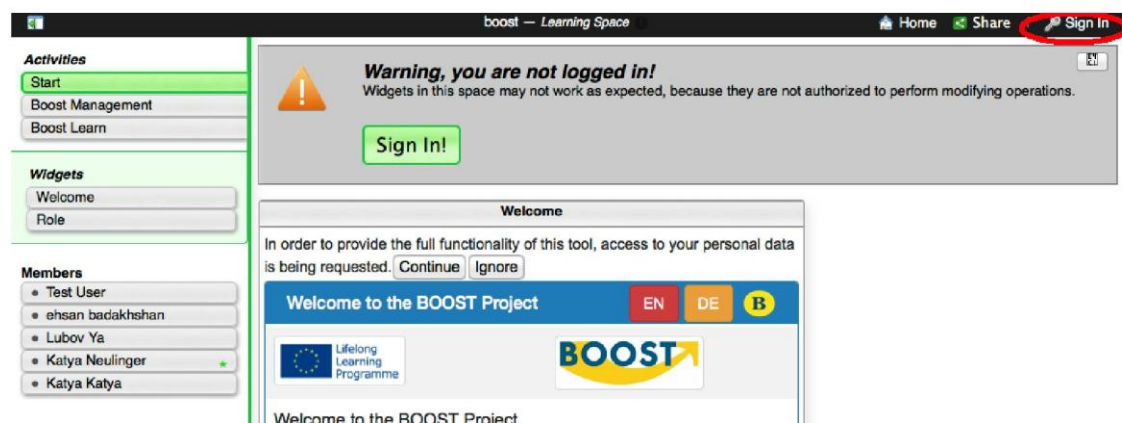 boost — Learning Space
Home
Share
Sign In
Activities
Start
Boost Management
Boost Learn
Widgets
Welcome
Role
Members
Test User
ehsan badakhshan
Lubov Ya
Katya Neulinger
Katya Katya
Warning, you are not logged in!
Widgets in this space may not work as expected, because they are not authorized to perform modifying operations.
Sign In!
Welcome
In order to provide the full functionality of this tool, access to your personal data
is being requested. Continue Ignore
Welcome to the BOOST Project EN DE B
Lifelong
Learning
Programme
BOOST
Welcome to the BOOST Project